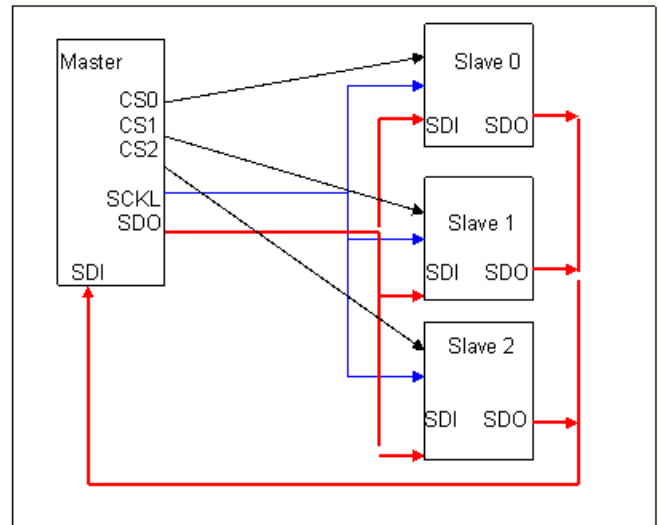 Master
CS0
CS1
CS2
SCKL
SDO
SDI
Slave 0
SDI SDO
Slave 1
SDI SDO
Slave 2
SDI SDO